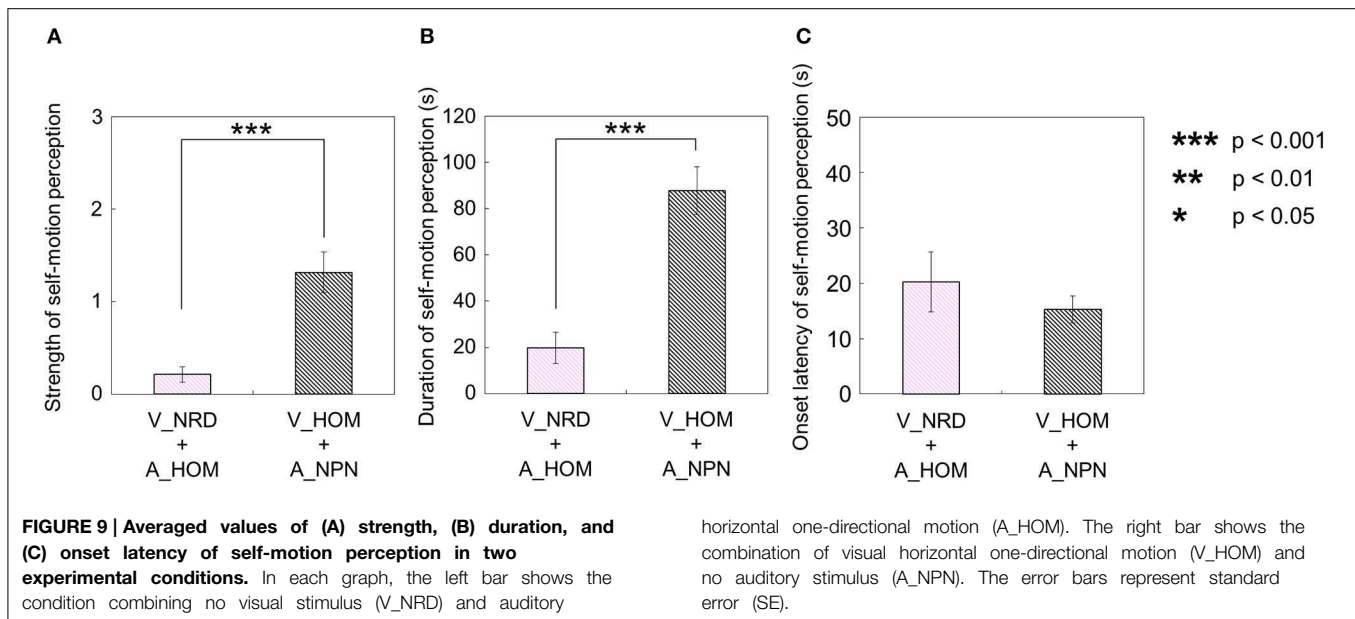 A
Strength of self-motion perception
3
2
1
0
***
V_NRD
+
A_HOM
V_HOM
+
A_NPN
B
Duration of self-motion perception (s)
120
100
80
60
40
20
0
***
V_NRD
+
A_HOM
V_HOM
+
A_NPN
C
Onset latency of self-motion perception (s)
50
40
30
20
10
0
V_NRD
+
A_HOM
V_HOM
+
A_NPN
*** p < 0.001
** p < 0.01
* p < 0.05
FIGURE 9 | Averaged values of (A) strength, (B) duration, and
(C) onset latency of self-motion perception in two
experimental conditions. In each graph, the left bar shows the
condition combining no visual stimulus (V_NRD) and auditory
horizontal one-directional motion (A_HOM). The right bar shows the
combination of visual horizontal one-directional motion (V_HOM) and
no auditory stimulus (A_NPN). The error bars represent standard
error (SE).